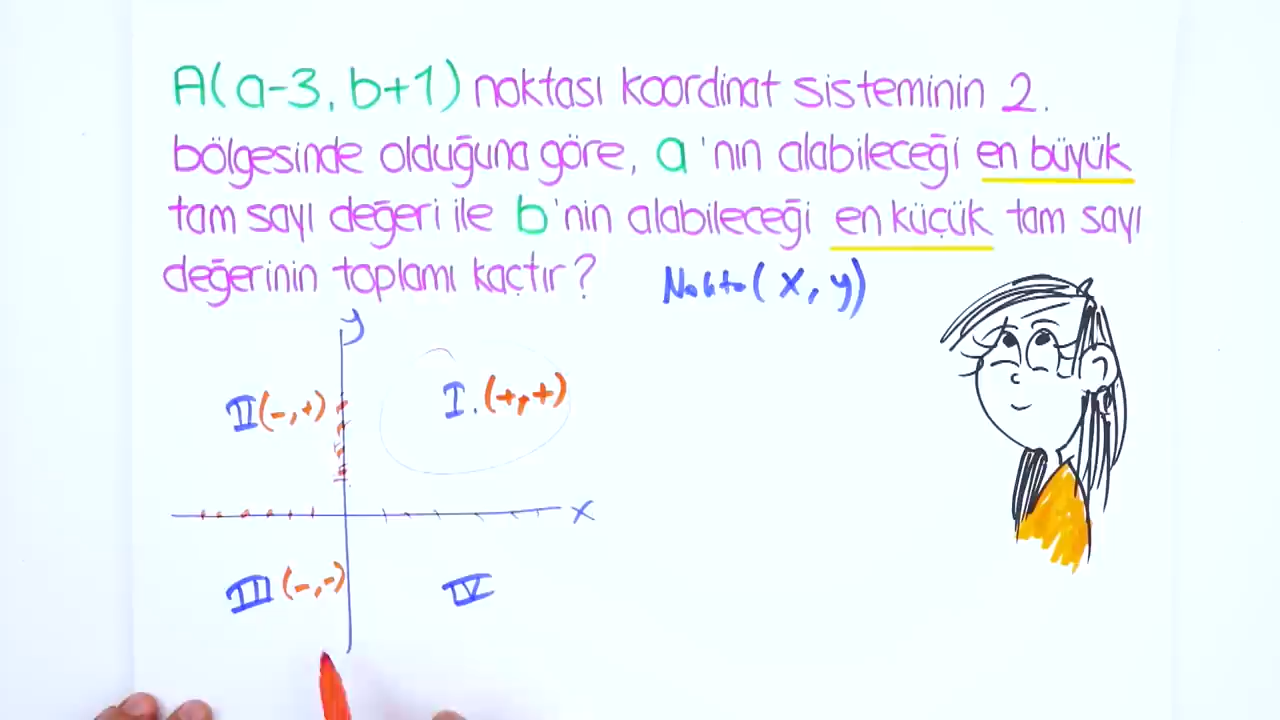 A(a-3, b+1) noktası koordinat sisteminin 2.
bölgesinde olduğuna göre, a'nın alabileceği en büyük
tam sayı değeri ile b'nin alabileceği en küçük tam sayı
değerinin toplamı kaçtır?
Nokta(x, y)
y
II(-,+)
I. (+,+)
x
III(-,-)
IV